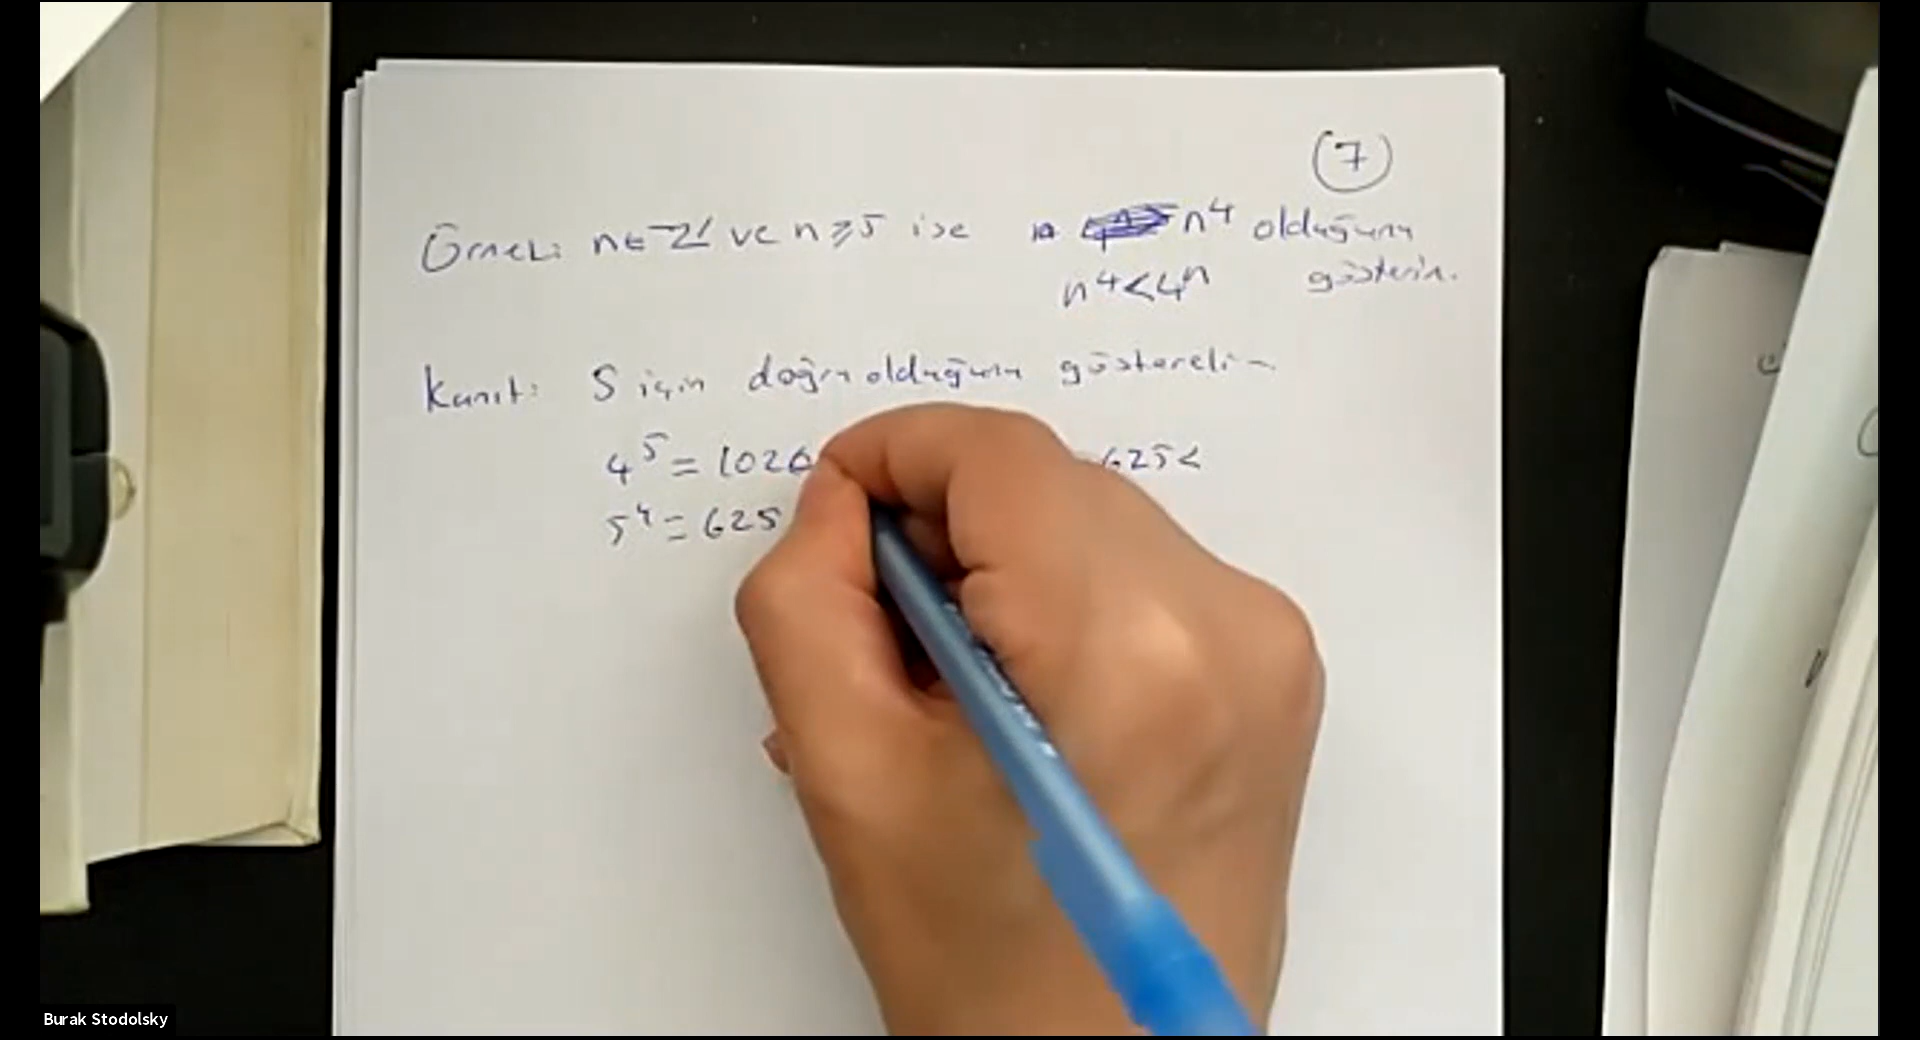 (7)
Örnek: n∈Z ve n≥5 ise n⁴ olduğunu
n⁴<4ⁿ gösterin.
Kanıt: 5 için doğru olduğunu gösterelim
4⁵=102 625<
5⁴=625
Burak Stodolsky